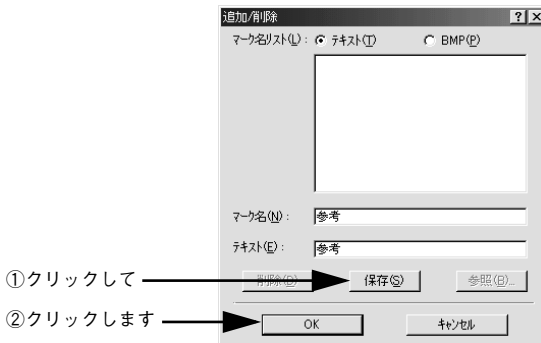 追加/削除
マーク名リスト(L): テキスト(T) BMP(P)
マーク名(N): 参考
テキスト(E): 参考
①クリックして 削除(D) 保存(S) 参照(B)...
②クリックします OK キャンセル